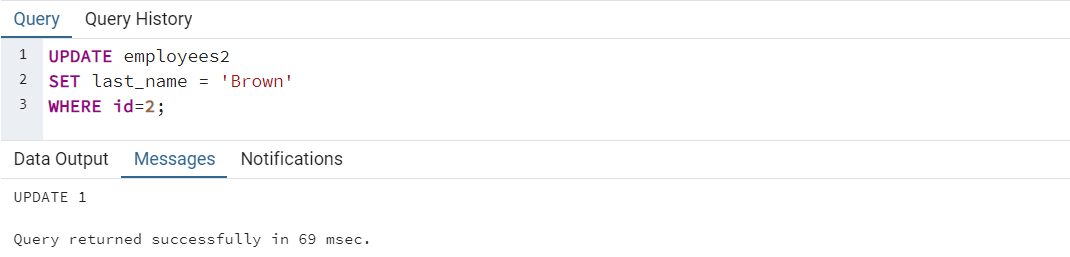 Query Query History
1 UPDATE employees2
2 SET last_name = 'Brown'
3 WHERE id=2;
Data Output Messages Notifications
UPDATE 1
Query returned successfully in 69 msec.